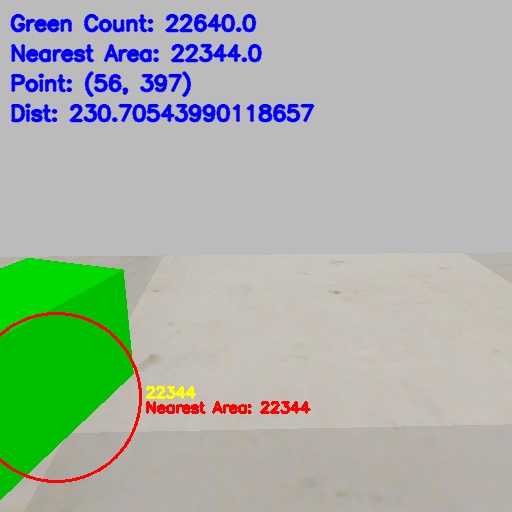 Green Count: 22640.0
Nearest Area: 22344.0
Point: (56, 397)
Dist: 230.70543990118657
22344
Nearest Area: 22344